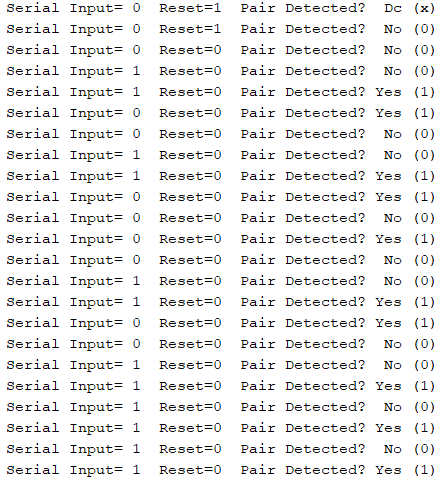 Serial Input= 0  Reset=1  Pair Detected?  Dc (x)
Serial Input= 0  Reset=1  Pair Detected?  No (0)
Serial Input= 0  Reset=0  Pair Detected?  No (0)
Serial Input= 1  Reset=0  Pair Detected?  No (0)
Serial Input= 1  Reset=0  Pair Detected? Yes (1)
Serial Input= 0  Reset=0  Pair Detected? Yes (1)
Serial Input= 0  Reset=0  Pair Detected?  No (0)
Serial Input= 1  Reset=0  Pair Detected?  No (0)
Serial Input= 1  Reset=0  Pair Detected? Yes (1)
Serial Input= 0  Reset=0  Pair Detected? Yes (1)
Serial Input= 0  Reset=0  Pair Detected?  No (0)
Serial Input= 0  Reset=0  Pair Detected? Yes (1)
Serial Input= 0  Reset=0  Pair Detected?  No (0)
Serial Input= 1  Reset=0  Pair Detected?  No (0)
Serial Input= 1  Reset=0  Pair Detected? Yes (1)
Serial Input= 0  Reset=0  Pair Detected? Yes (1)
Serial Input= 0  Reset=0  Pair Detected?  No (0)
Serial Input= 1  Reset=0  Pair Detected?  No (0)
Serial Input= 1  Reset=0  Pair Detected? Yes (1)
Serial Input= 1  Reset=0  Pair Detected?  No (0)
Serial Input= 1  Reset=0  Pair Detected? Yes (1)
Serial Input= 1  Reset=0  Pair Detected?  No (0)
Serial Input= 1  Reset=0  Pair Detected? Yes (1)